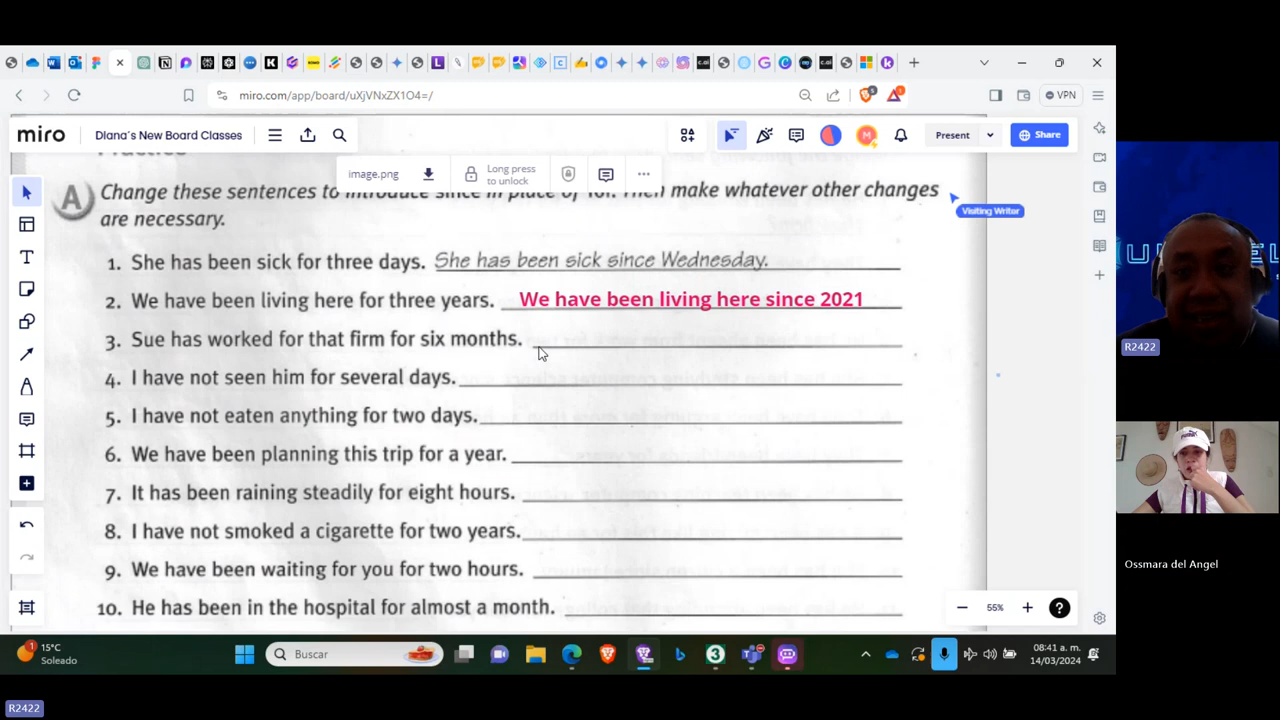 miro.com/app/board/uXjVNxZX1O4=/
VPN
miro
DIana's New Board Classes
Present
Share
image.png
Long press
to unlock
Practice
A
Change these sentences to introduce since in place of for. Then make whatever other changes
are necessary.
Visiting Writor
1. She has been sick for three days. She has been sick since Wednesday.
2. We have been living here for three years. We have been living here since 2021
3. Sue has worked for that firm for six months.
4. I have not seen him for several days.
5. I have not eaten anything for two days.
6. We have been planning this trip for a year.
7. It has been raining steadily for eight hours.
8. I have not smoked a cigarette for two years.
9. We have been waiting for you for two hours.
10. He has been in the hospital for almost a month.
55%
15°C
Soleado
Buscar
08:41 a. m.
14/03/2024
R2422
Ossmara del Angel
R2422